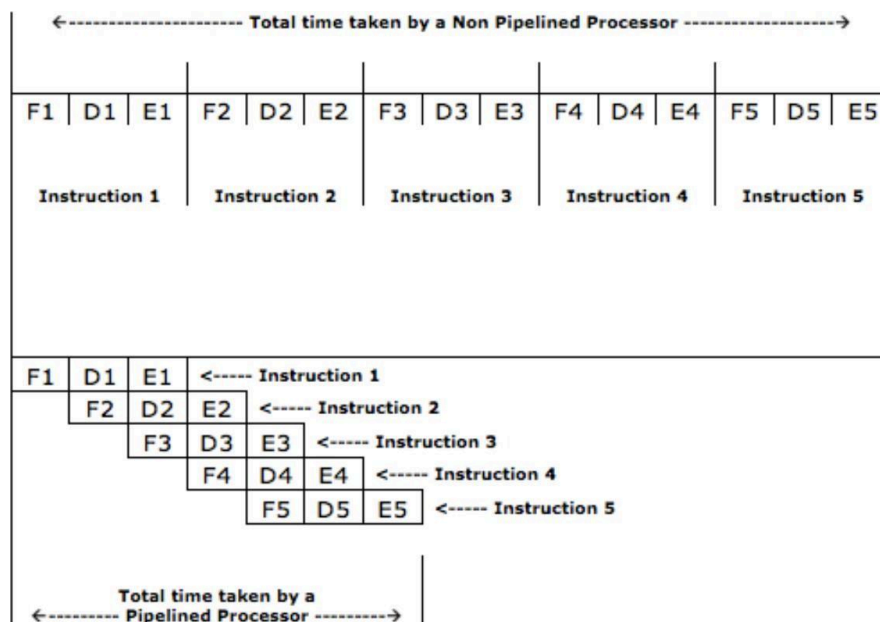 ←---------------------- Total time taken by a Non Pipelined Processor -----------------→
F1 D1 E1 F2 D2 E2 F3 D3 E3 F4 D4 E4 F5 D5 E5
Instruction 1 Instruction 2 Instruction 3 Instruction 4 Instruction 5
F1 D1 E1 <----- Instruction 1
F2 D2 E2 <----- Instruction 2
F3 D3 E3 <----- Instruction 3
F4 D4 E4 <----- Instruction 4
F5 D5 E5 <----- Instruction 5
Total time taken by a
←--------- Pipelined Processor ---------→